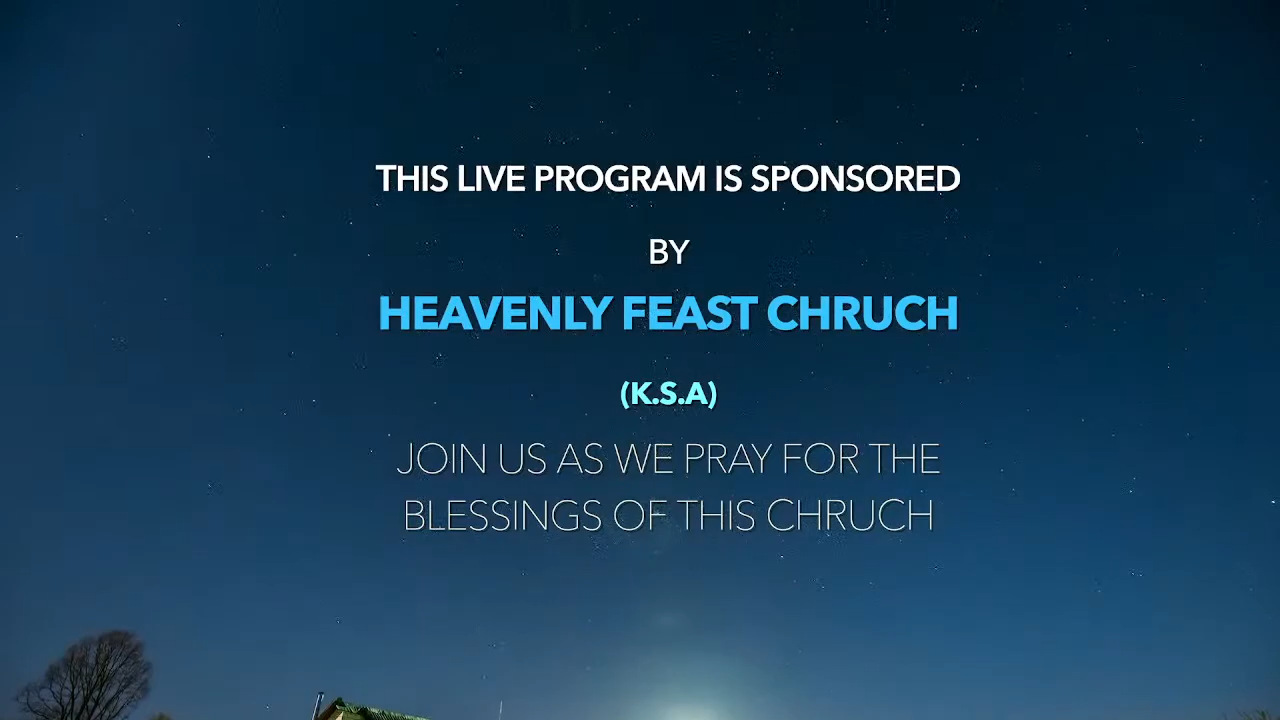 THIS LIVE PROGRAM IS SPONSORED
BY
HEAVENLY FEAST CHRUCH
(K.S.A)
JOIN US AS WE PRAY FOR THE
BLESSINGS OF THIS CHRUCH